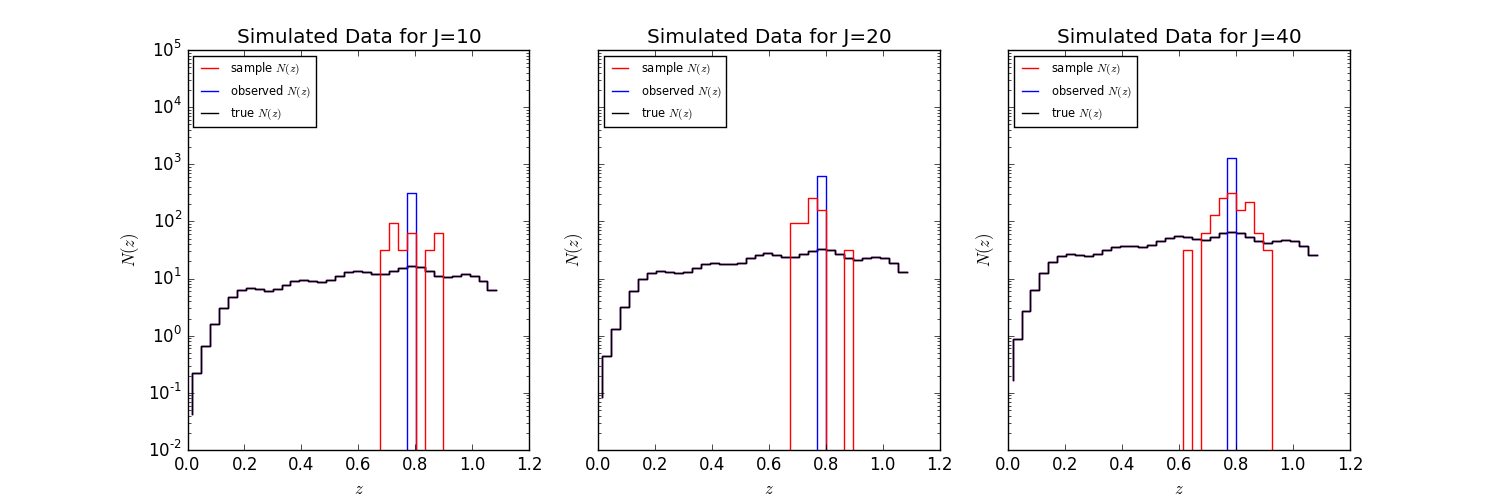 Simulated Data for J=10
10^5
10^4
10^3
10^2
10^1
10^0
10^-1
10^-2
N(z)
sample N(z)
observed N(z)
true N(z)
0.0 0.2 0.4 0.6 0.8 1.0 1.2
z
Simulated Data for J=20
N(z)
sample N(z)
observed N(z)
true N(z)
0.0 0.2 0.4 0.6 0.8 1.0 1.2
z
Simulated Data for J=40
N(z)
sample N(z)
observed N(z)
true N(z)
0.0 0.2 0.4 0.6 0.8 1.0 1.2
z